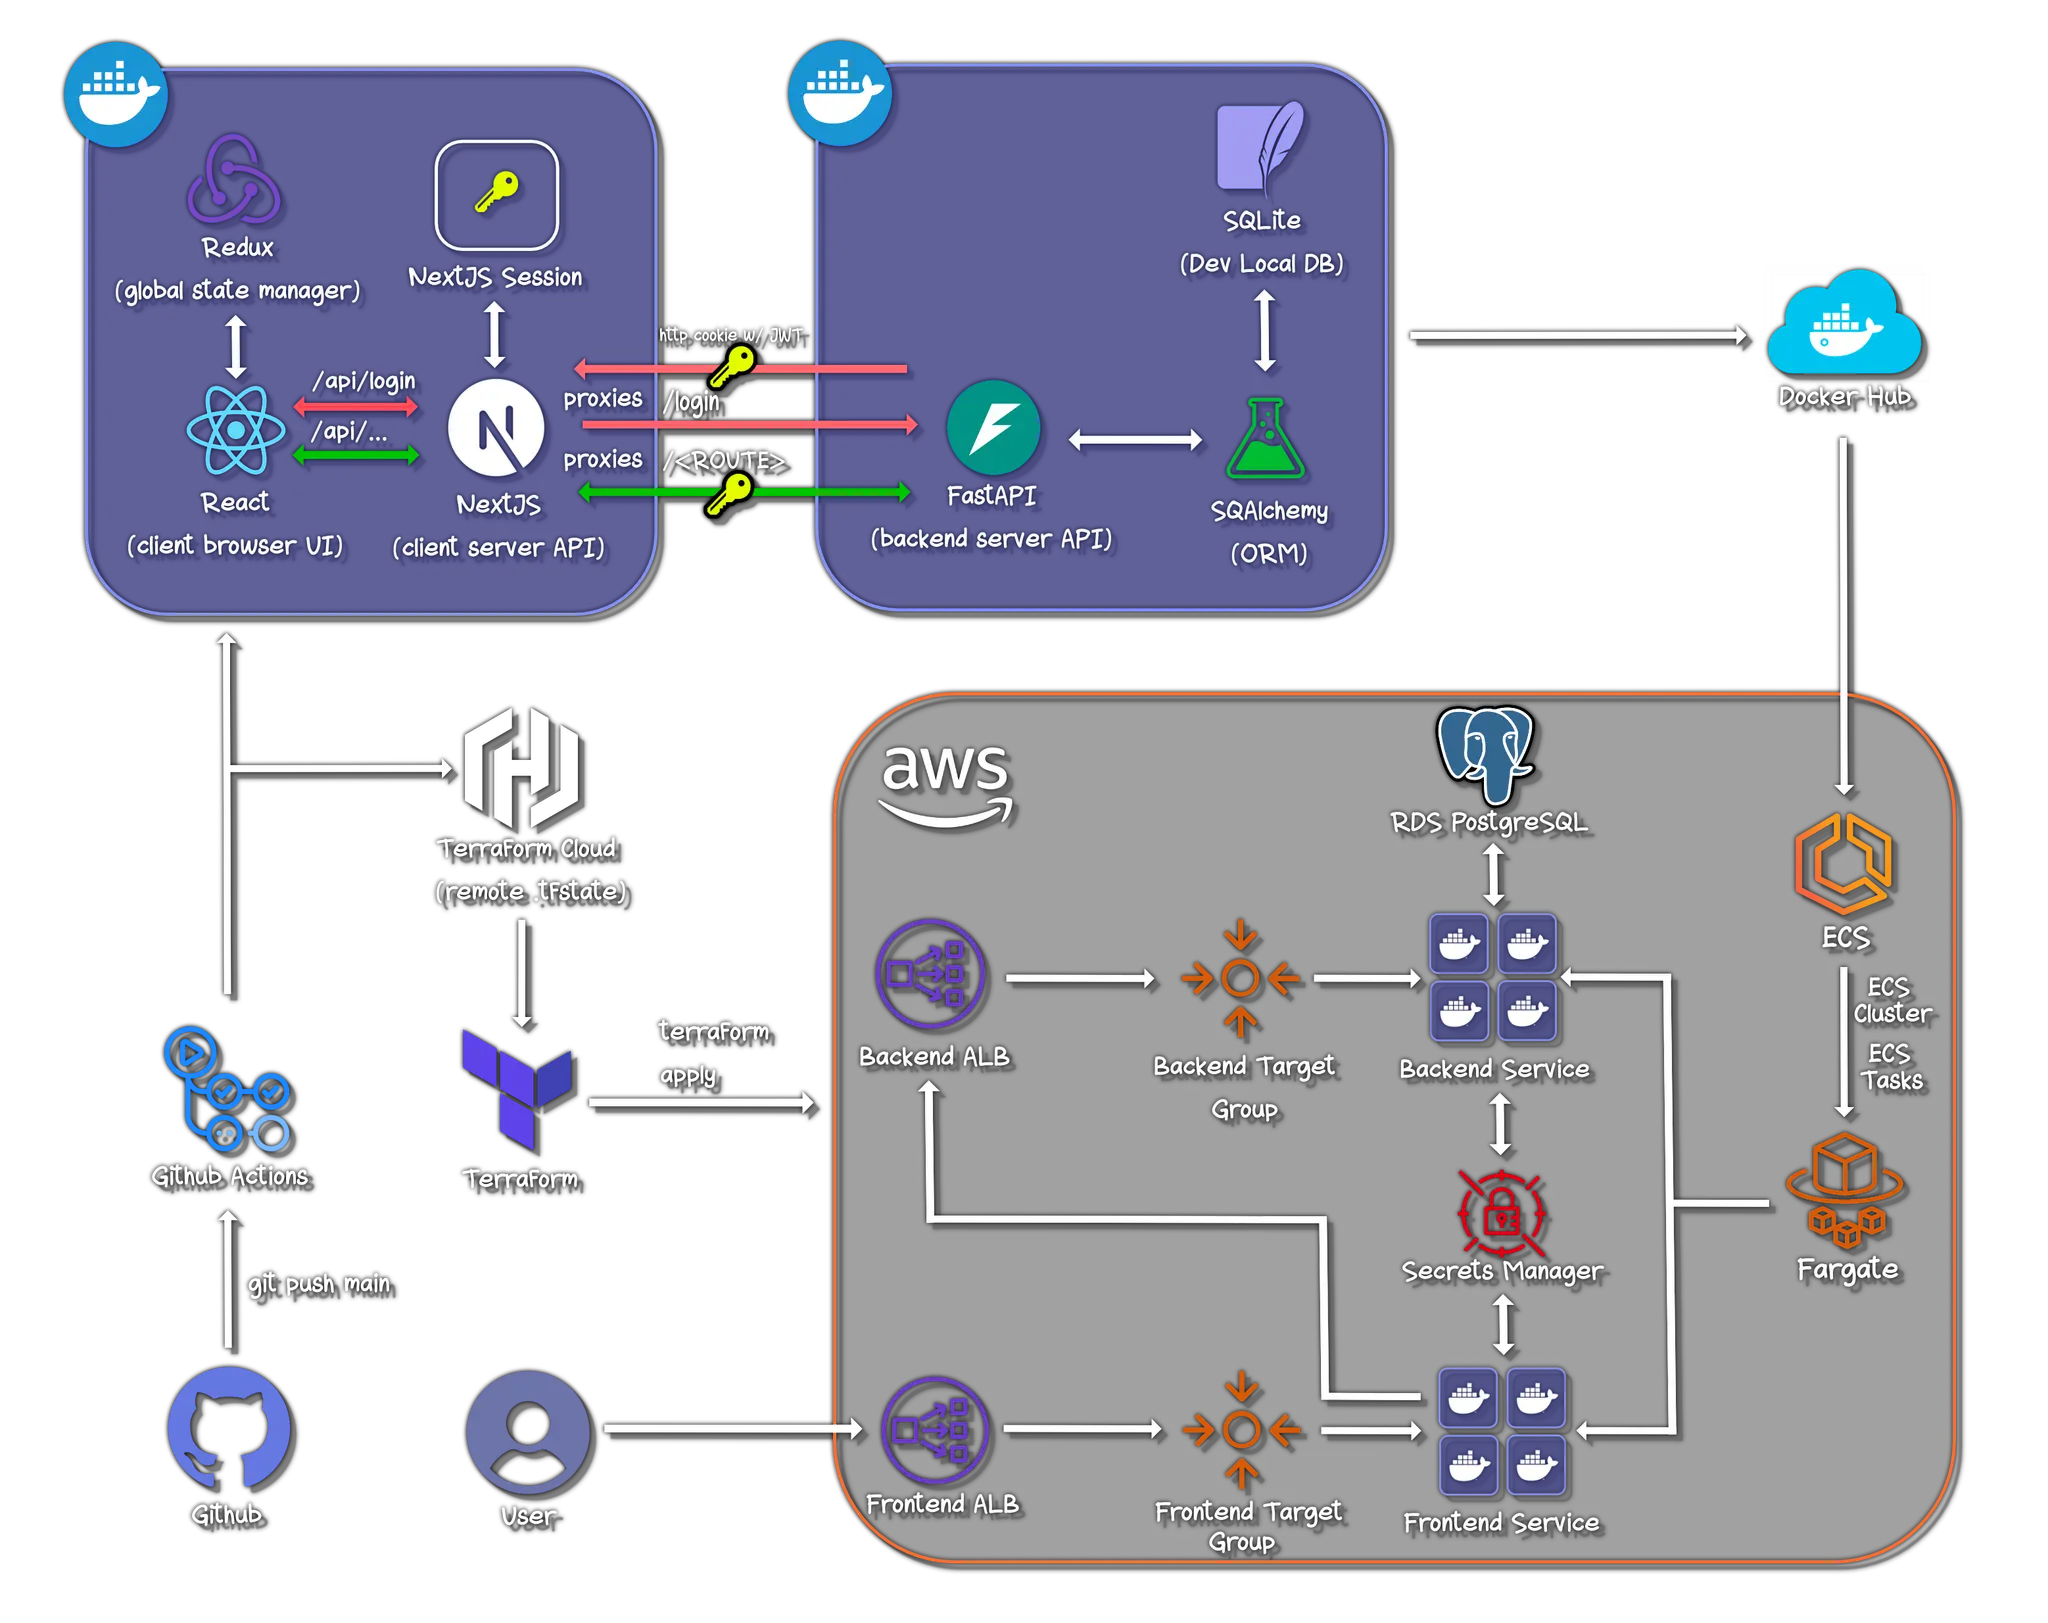 Redux
(global state manager)
NextJS Session
/api/login
/api/...
React
(client browser UI)
NextJS
(client server API)
http cookie w/ JWT
proxies /login
proxies /<ROUTE>
SQLite
(Dev Local DB)
FastAPI
(backend server API)
SQAlchemy
(ORM)
Docker Hub
TerraForm Cloud
(remote .tfstate)
terraform
apply
TerraForm
Github Actions
git push main
Github
User
aws
RDS PostgreSQL
Backend ALB
Backend Target
Group
Backend Service
ECS
ECS
Cluster
ECS
Tasks
Secrets Manager
Fargate
Frontend ALB
Frontend Target
Group
Frontend Service